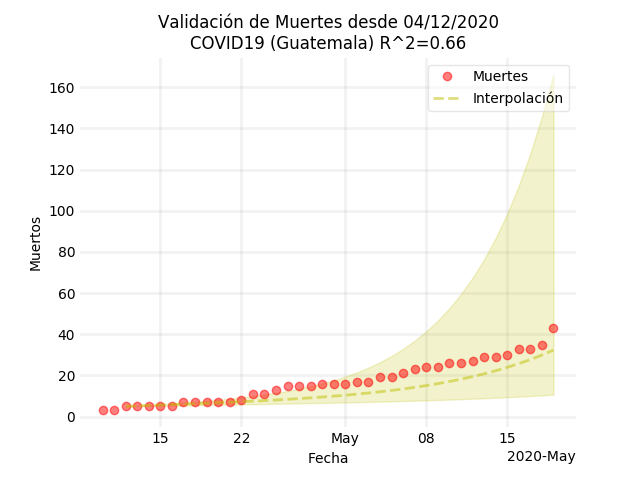 Validación de Muertes desde 04/12/2020
COVID19 (Guatemala) R^2=0.66
Muertes
Interpolación
160
140
120
100
80
60
40
20
0
Muertos
15
22
May
08
15
Fecha
2020-May